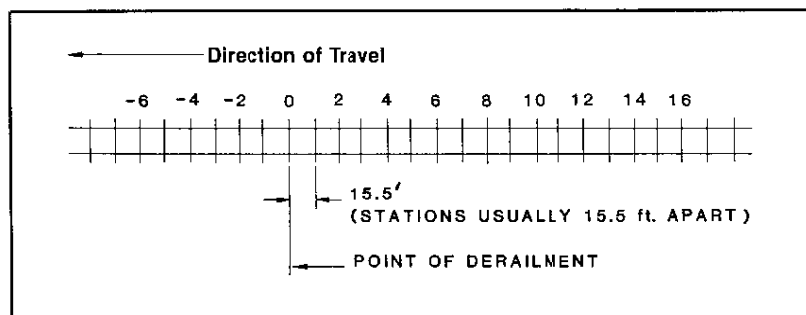 Direction of Travel
-6 -4 -2 0 2 4 6 8 10 12 14 16
15.5'
(STATIONS USUALLY 15.5 ft. APART)
POINT OF DERAILMENT